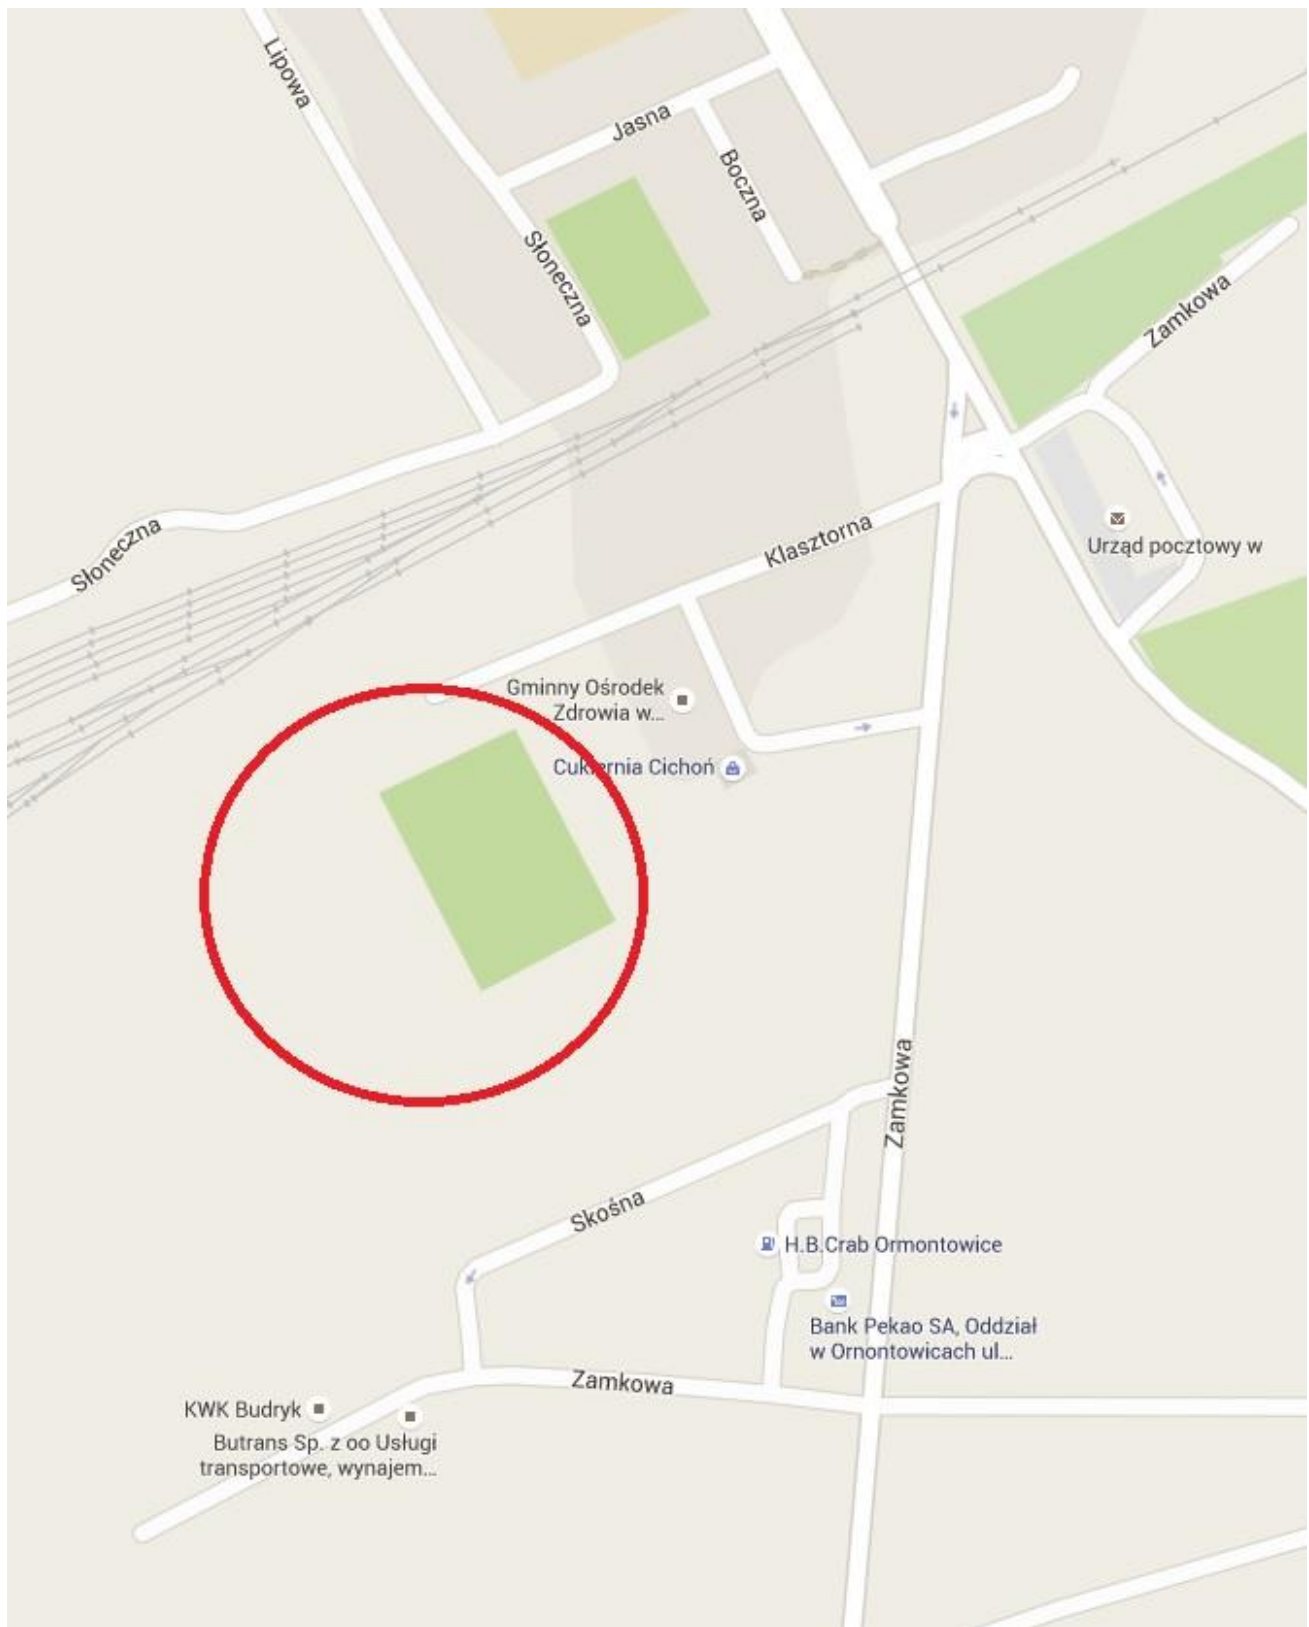 Lipowa
Jasna
Boczna
Słoneczna
Zamkowa
Słoneczna
Klasztorna
Urząd pocztowy w
Gminny Ośrodek
Zdrowia w...
Cukiernia Cichoń
Zamkowa
Skośna
H.B.Crab Ormontowice
Bank Pekao SA, Oddział
w Ornontowicach ul...
Zamkowa
KWK Budryk
Butrans Sp. z oo Usługi
transportowe, wynajem...